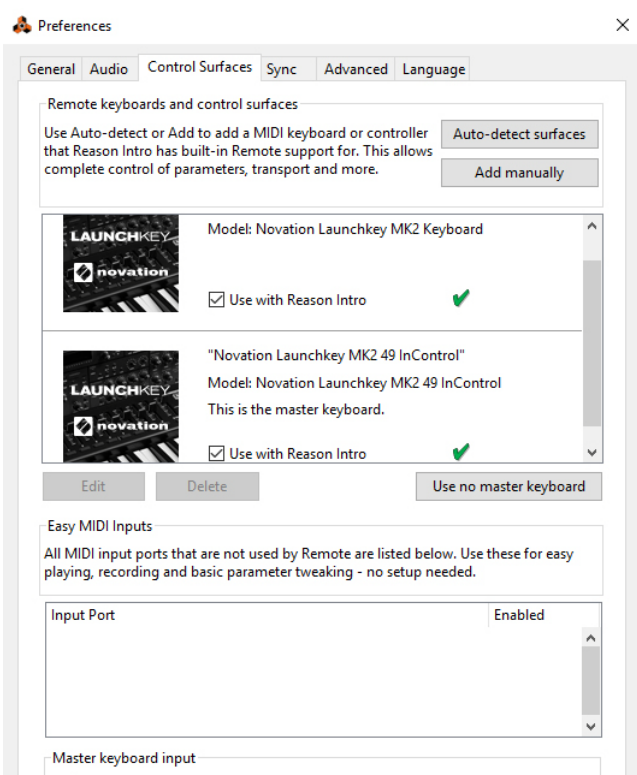 Preferences
General Audio Control Surfaces Sync Advanced Language
Remote keyboards and control surfaces
Use Auto-detect or Add to add a MIDI keyboard or controller
that Reason Intro has built-in Remote support for. This allows
complete control of parameters, transport and more.
Auto-detect surfaces
Add manually
LAUNCHKEY
novation
Model: Novation Launchkey MK2 Keyboard
Use with Reason Intro
LAUNCHKEY
novation
"Novation Launchkey MK2 49 InControl"
Model: Novation Launchkey MK2 49 InControl
This is the master keyboard.
Use with Reason Intro
Edit Delete Use no master keyboard
Easy MIDI Inputs
All MIDI input ports that are not used by Remote are listed below. Use these for easy
playing, recording and basic parameter tweaking - no setup needed.
Input Port Enabled
Master keyboard input